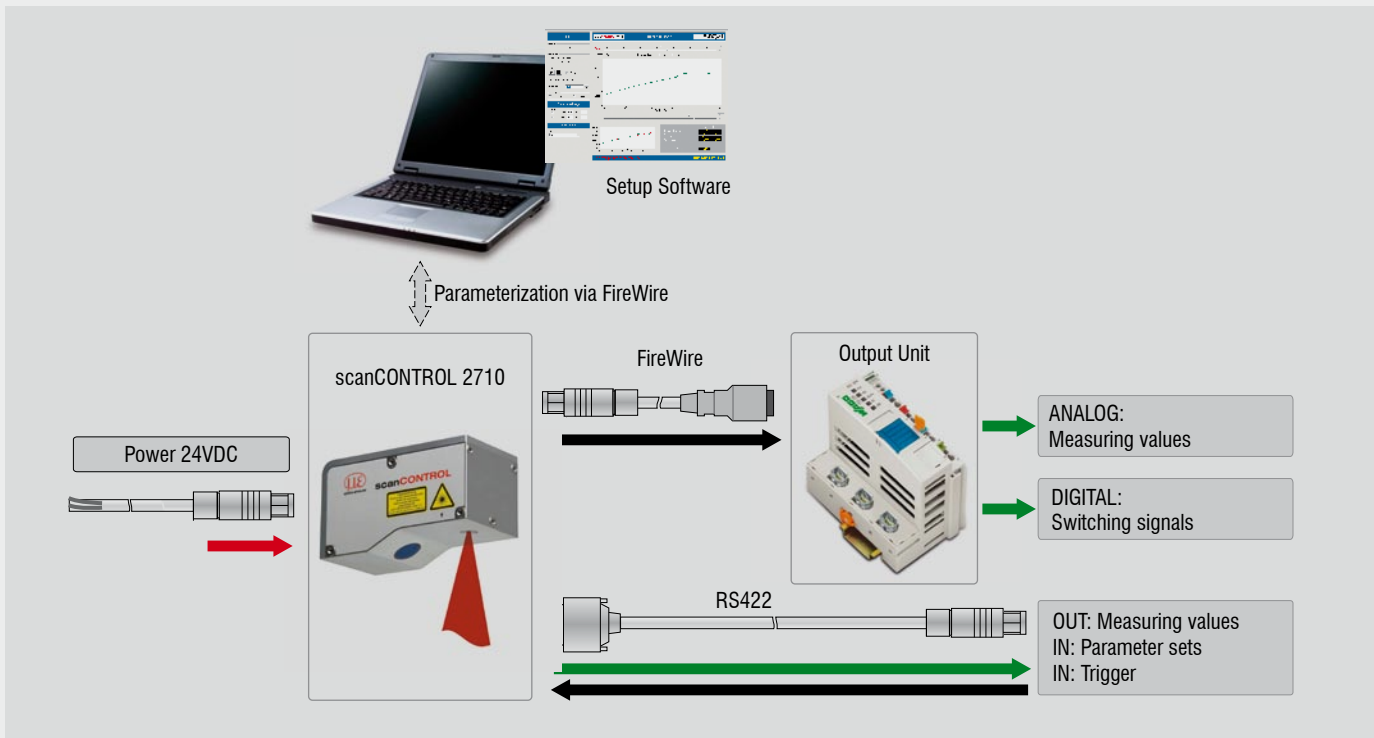 Setup Software
Parameterization via FireWire
scanCONTROL 2710
FireWire
Output Unit
Power 24VDC
scanCONTROL
ANALOG:
Measuring values
DIGITAL:
Switching signals
RS422
OUT: Measuring values
IN: Parameter sets
IN: Trigger